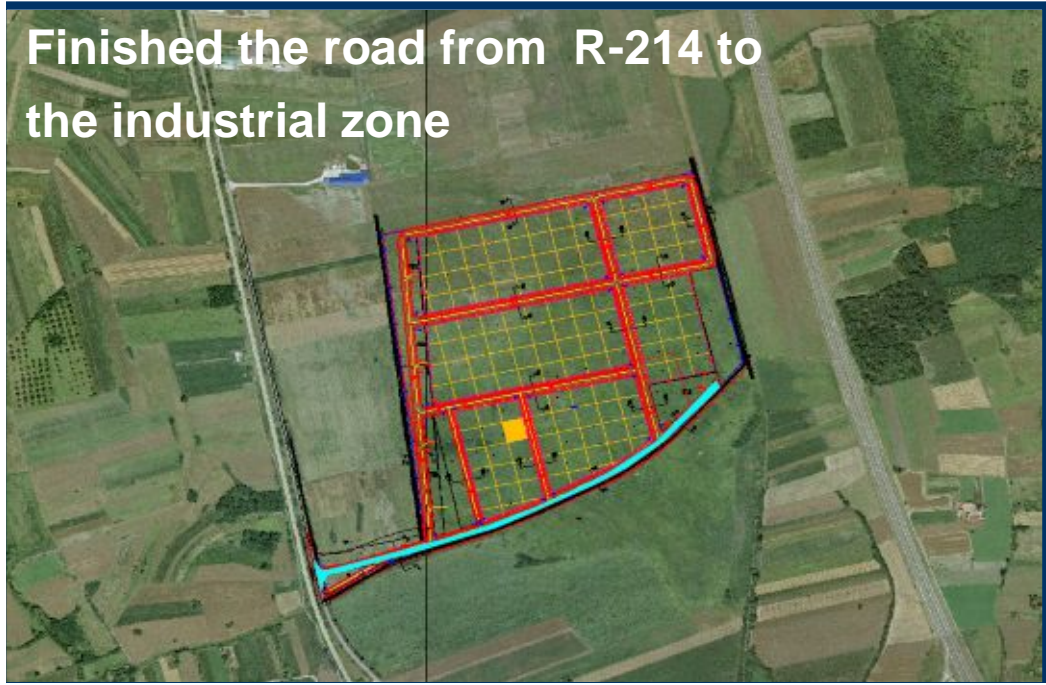 Finished the road from R-214 to
the industrial zone